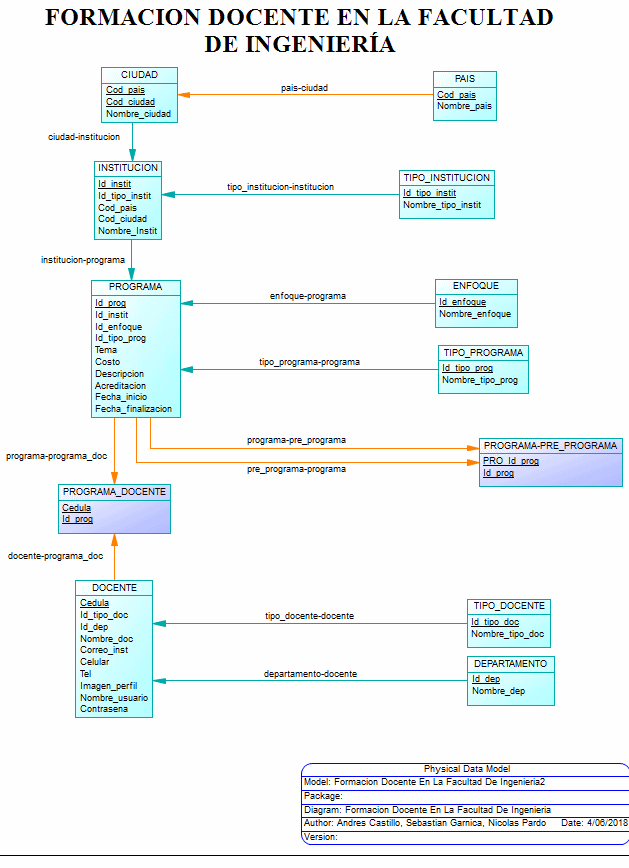 FORMACION DOCENTE EN LA FACULTAD
DE INGENIERÍA
CIUDAD
Cod_pais
Cod_ciudad
Nombre_ciudad
pais-ciudad
PAIS
Cod_pais
Nombre_pais
ciudad-institucion
INSTITUCION
Id_instit
Id_tipo_instit
Cod_pais
Cod_ciudad
Nombre_Instit
tipo_institucion-institucion
TIPO_INSTITUCION
Id_tipo_instit
Nombre_tipo_instit
institucion-programa
PROGRAMA
Id_prog
Id_instit
Id_enfoque
Id_tipo_prog
Tema
Costo
Descripcion
Acreditacion
Fecha_inicio
Fecha_finalizacion
enfoque-programa
ENFOQUE
Id_enfoque
Nombre_enfoque
tipo_programa-programa
TIPO_PROGRAMA
Id_tipo_prog
Nombre_tipo_prog
programa-pre_programa
pre_programa-programa
PROGRAMA-PRE_PROGRAMA
PRO_Id_prog
Id_prog
programa-programa_doc
PROGRAMA_DOCENTE
Cedula
Id_prog
docente-programa_doc
DOCENTE
Cedula
Id_tipo_doc
Id_dep
Nombre_doc
Correo_inst
Celular
Tel
Imagen_perfil
Nombre_usuario
Contrasena
tipo_docente-docente
TIPO_DOCENTE
Id_tipo_doc
Nombre_tipo_doc
departamento-docente
DEPARTAMENTO
Id_dep
Nombre_dep
Physical Data Model
Model: Formacion Docente En La Facultad De Ingenieria2
Package:
Diagram: Formacion Docente En La Facultad De Ingenieria
Author: Andres Castillo, Sebastian Garnica, Nicolas Pardo Date: 4/06/2018
Version: